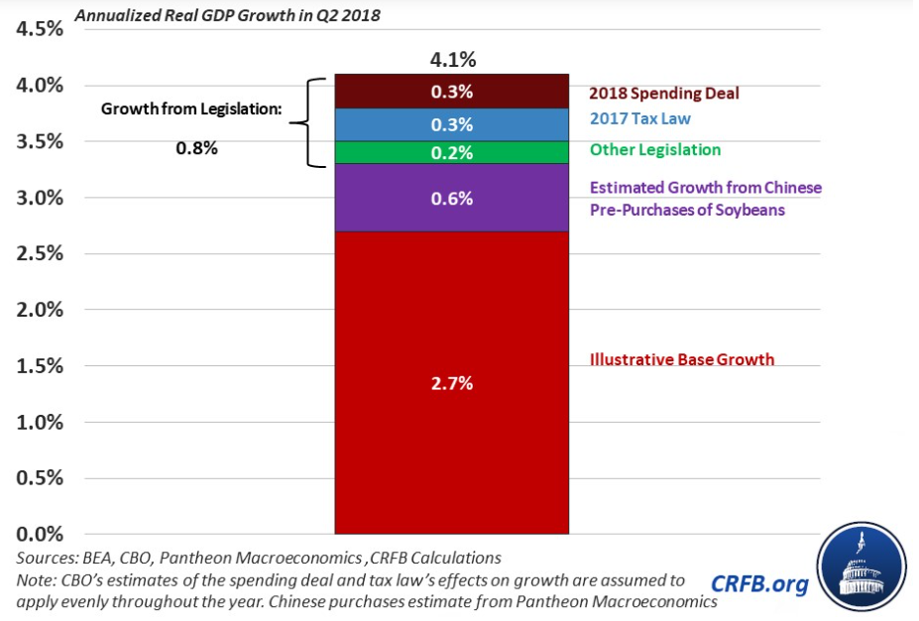 Annualized Real GDP Growth in Q2 2018
4.5%
4.0%
3.5%
3.0%
2.5%
2.0%
1.5%
1.0%
0.5%
0.0%
Growth from Legislation:
0.8%
4.1%
0.3%
0.3%
0.2%
0.6%
2.7%
2018 Spending Deal
2017 Tax Law
Other Legislation
Estimated Growth from Chinese
Pre-Purchases of Soybeans
Illustrative Base Growth
Sources: BEA, CBO, Pantheon Macroeconomics ,CRFB Calculations
Note: CBO's estimates of the spending deal and tax law's effects on growth are assumed to
apply evenly throughout the year. Chinese purchases estimate from Pantheon Macroeconomics
CRFB.org